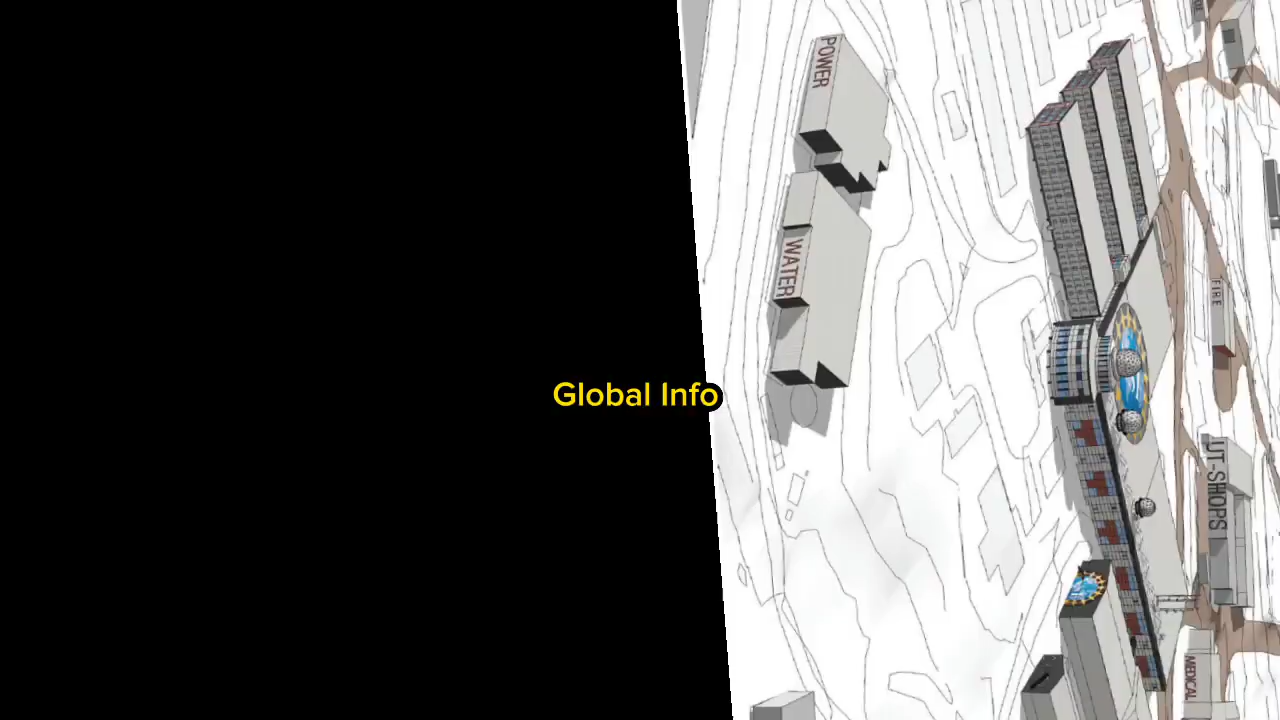 POWER
WATER
Global Info
FIRE
UT-SHOPS
MEDICAL